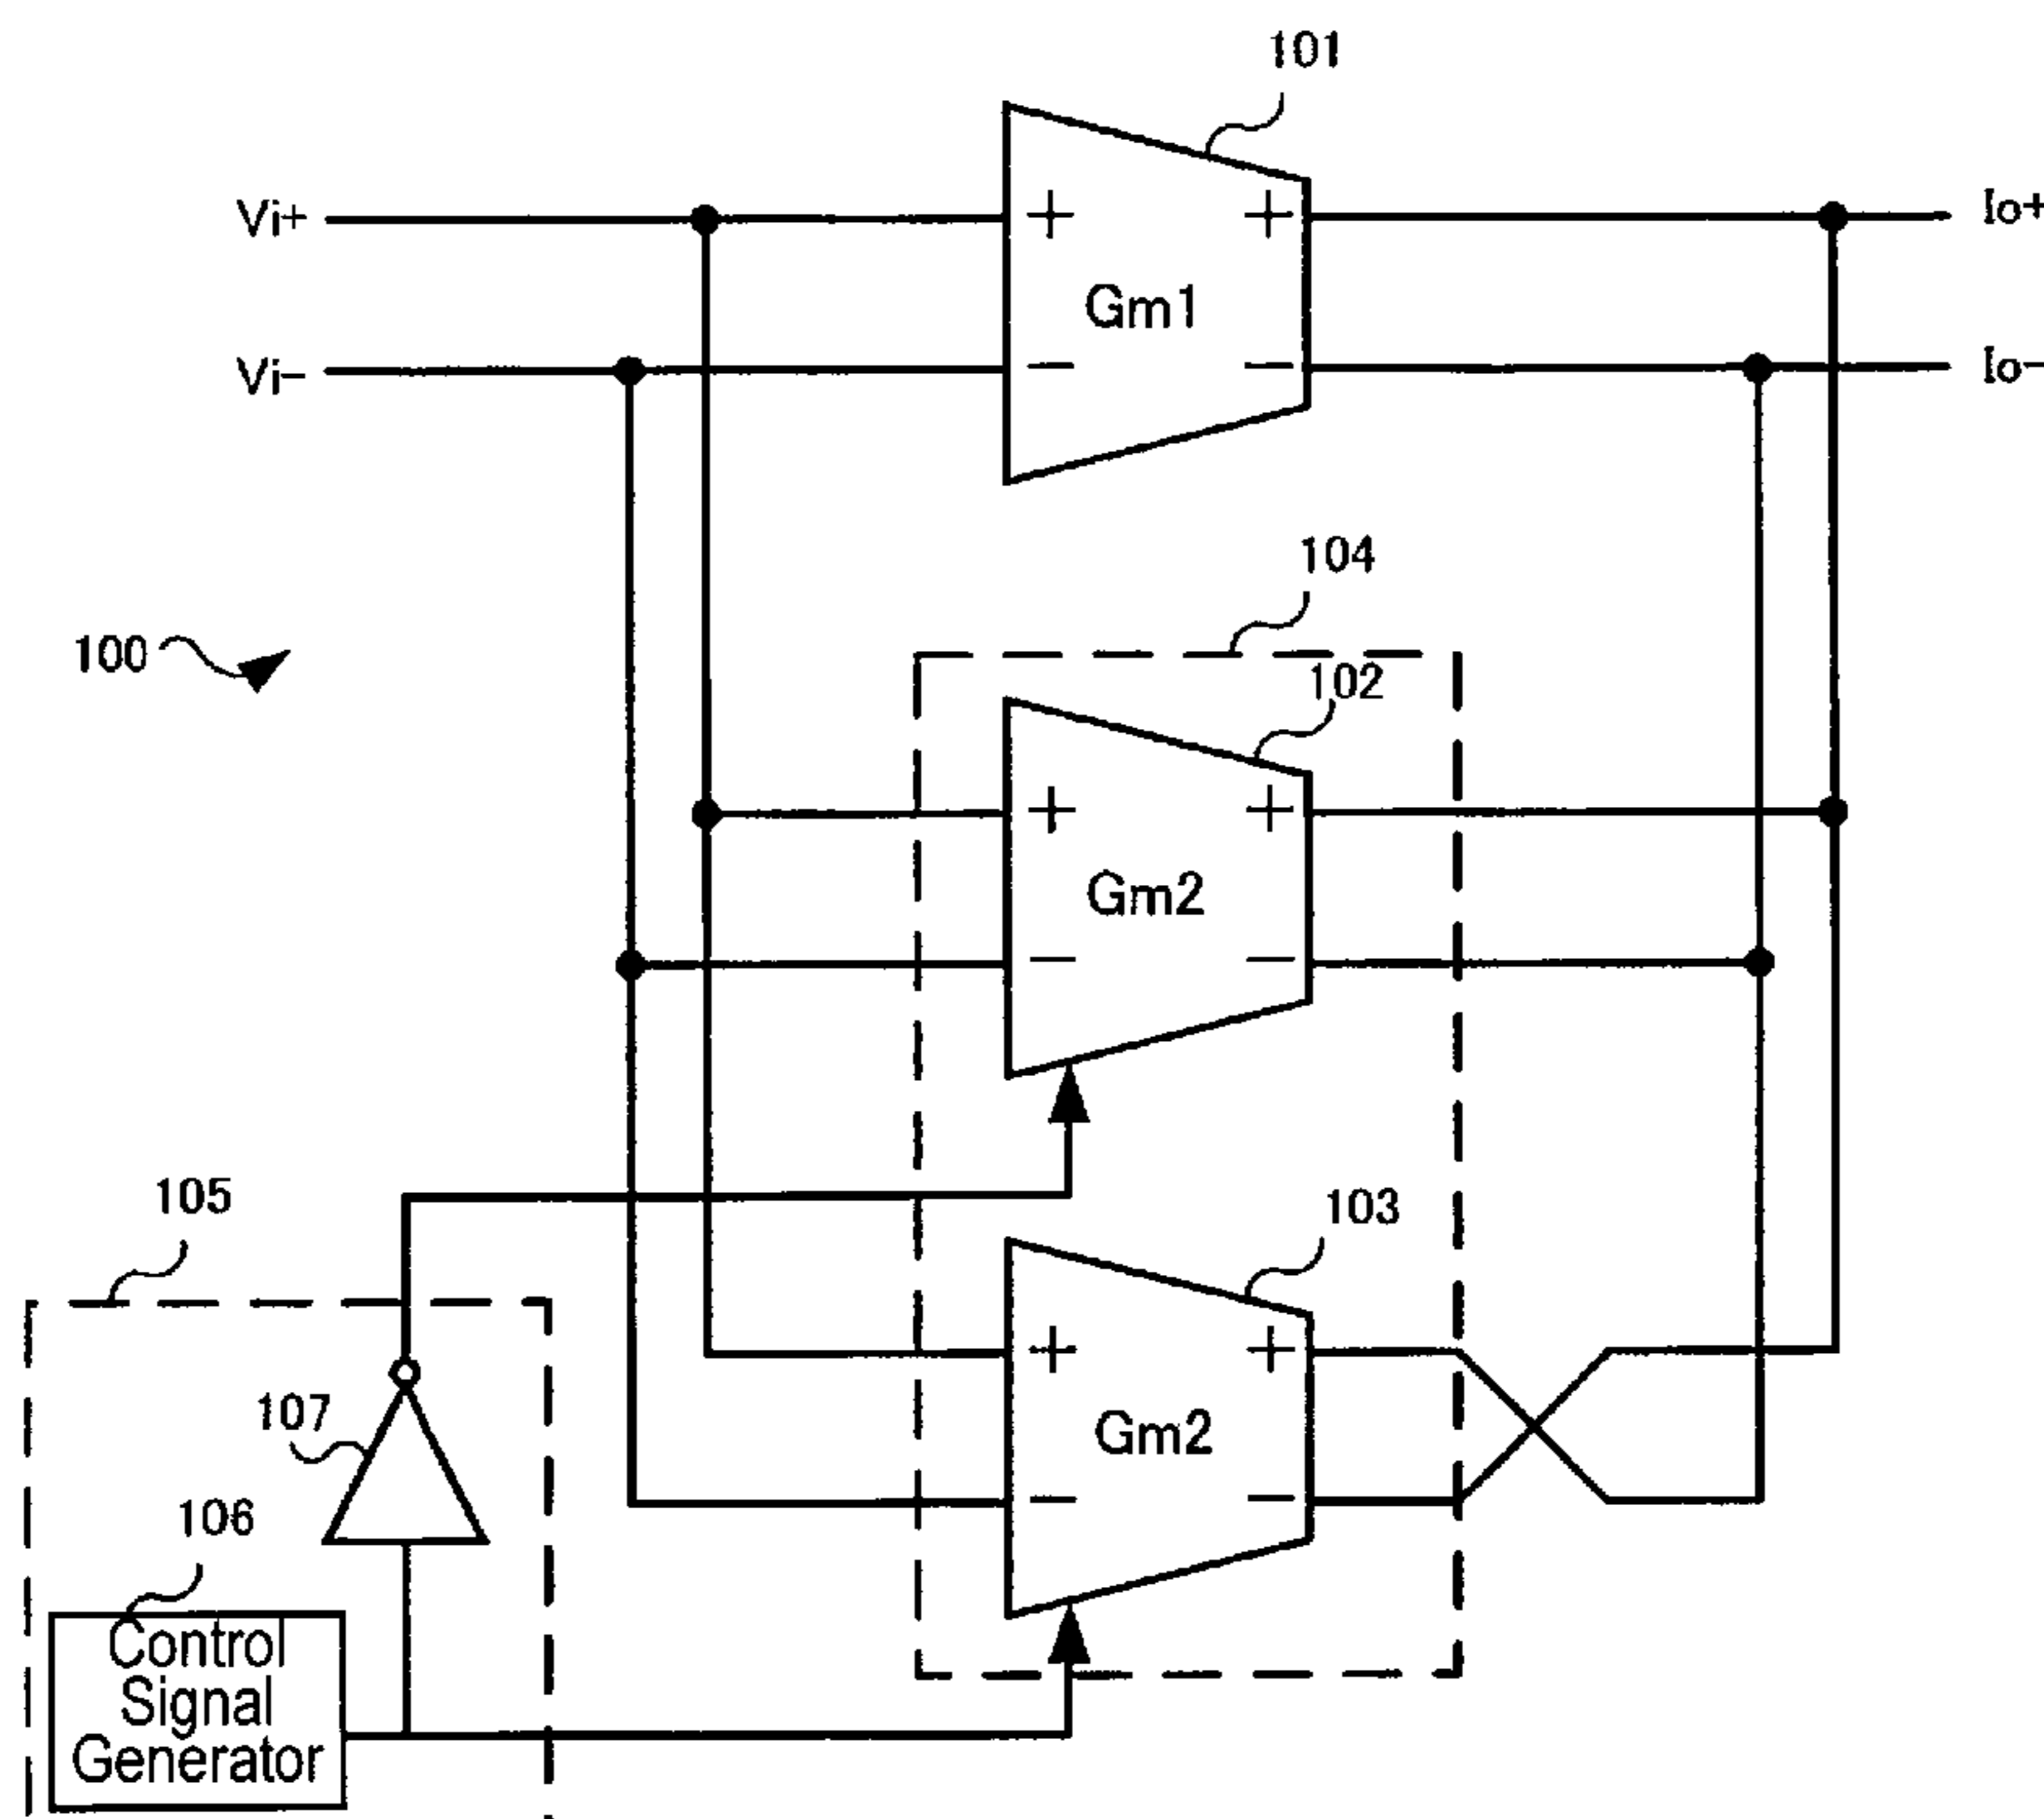 101
Vi+
+
+
Io+
Gm1
Vi−
−
−
Io−
104
100
102
+
+
Gm2
−
−
105
103
+
+
107
Gm2
106
−
−
Control
Signal
Generator